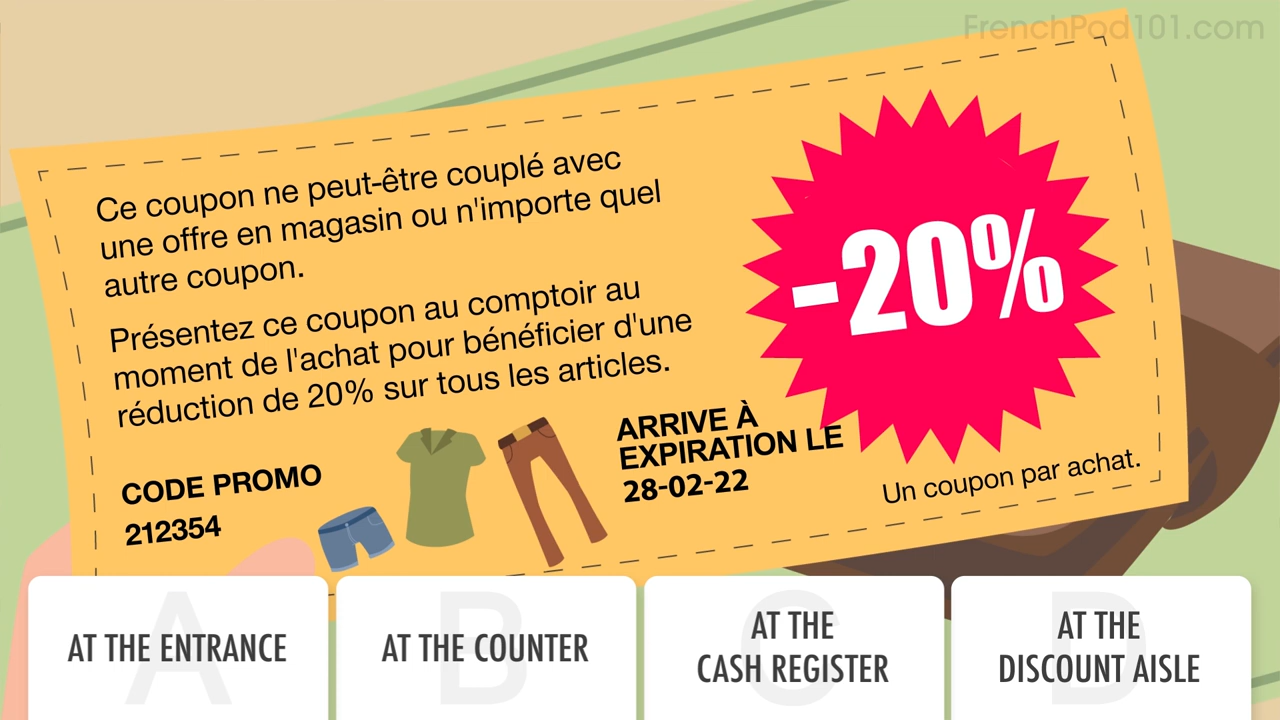 FrenchPod101.com
Ce coupon ne peut-être couplé avec
une offre en magasin ou n'importe quel
autre coupon.
Présentez ce coupon au comptoir au
moment de l'achat pour bénéficier d'une
réduction de 20% sur tous les articles.
-20%
CODE PROMO
212354
ARRIVE À
EXPIRATION LE
28-02-22
Un coupon par achat.
A
AT THE ENTRANCE
B
AT THE COUNTER
C
AT THE
CASH REGISTER
D
AT THE
DISCOUNT AISLE